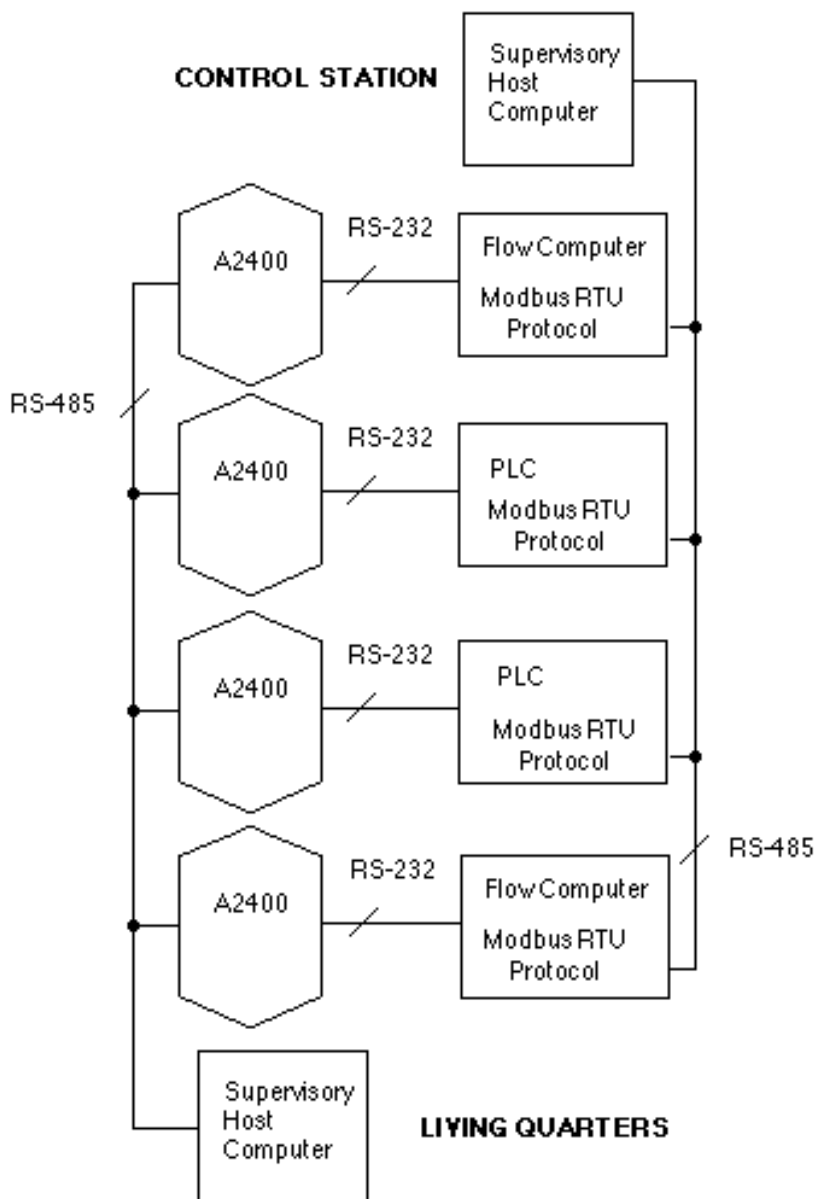 CONTROL STATION
Supervisory
Host
Computer
A2400
RS-232
Flow Computer
Modbus RTU
Protocol
RS-485
A2400
RS-232
PLC
Modbus RTU
Protocol
A2400
RS-232
PLC
Modbus RTU
Protocol
RS-485
A2400
RS-232
Flow Computer
Modbus RTU
Protocol
Supervisory
Host
Computer
LIVING QUARTERS